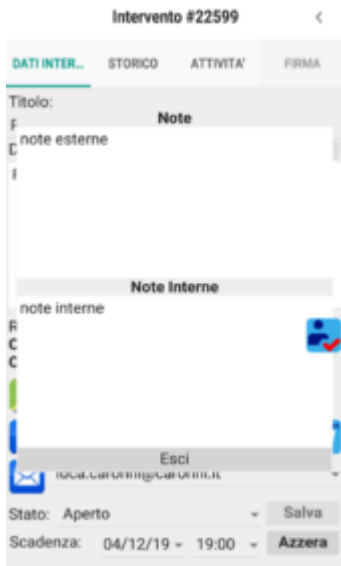 Intervento #22599
DATI INTER... STORICO ATTIVITA' FIRMA
Titolo:
Note
note esterne
Note Interne
note interne
Esci
Stato: Aperto Salva
Scadenza: 04/12/19 19:00 Azzera